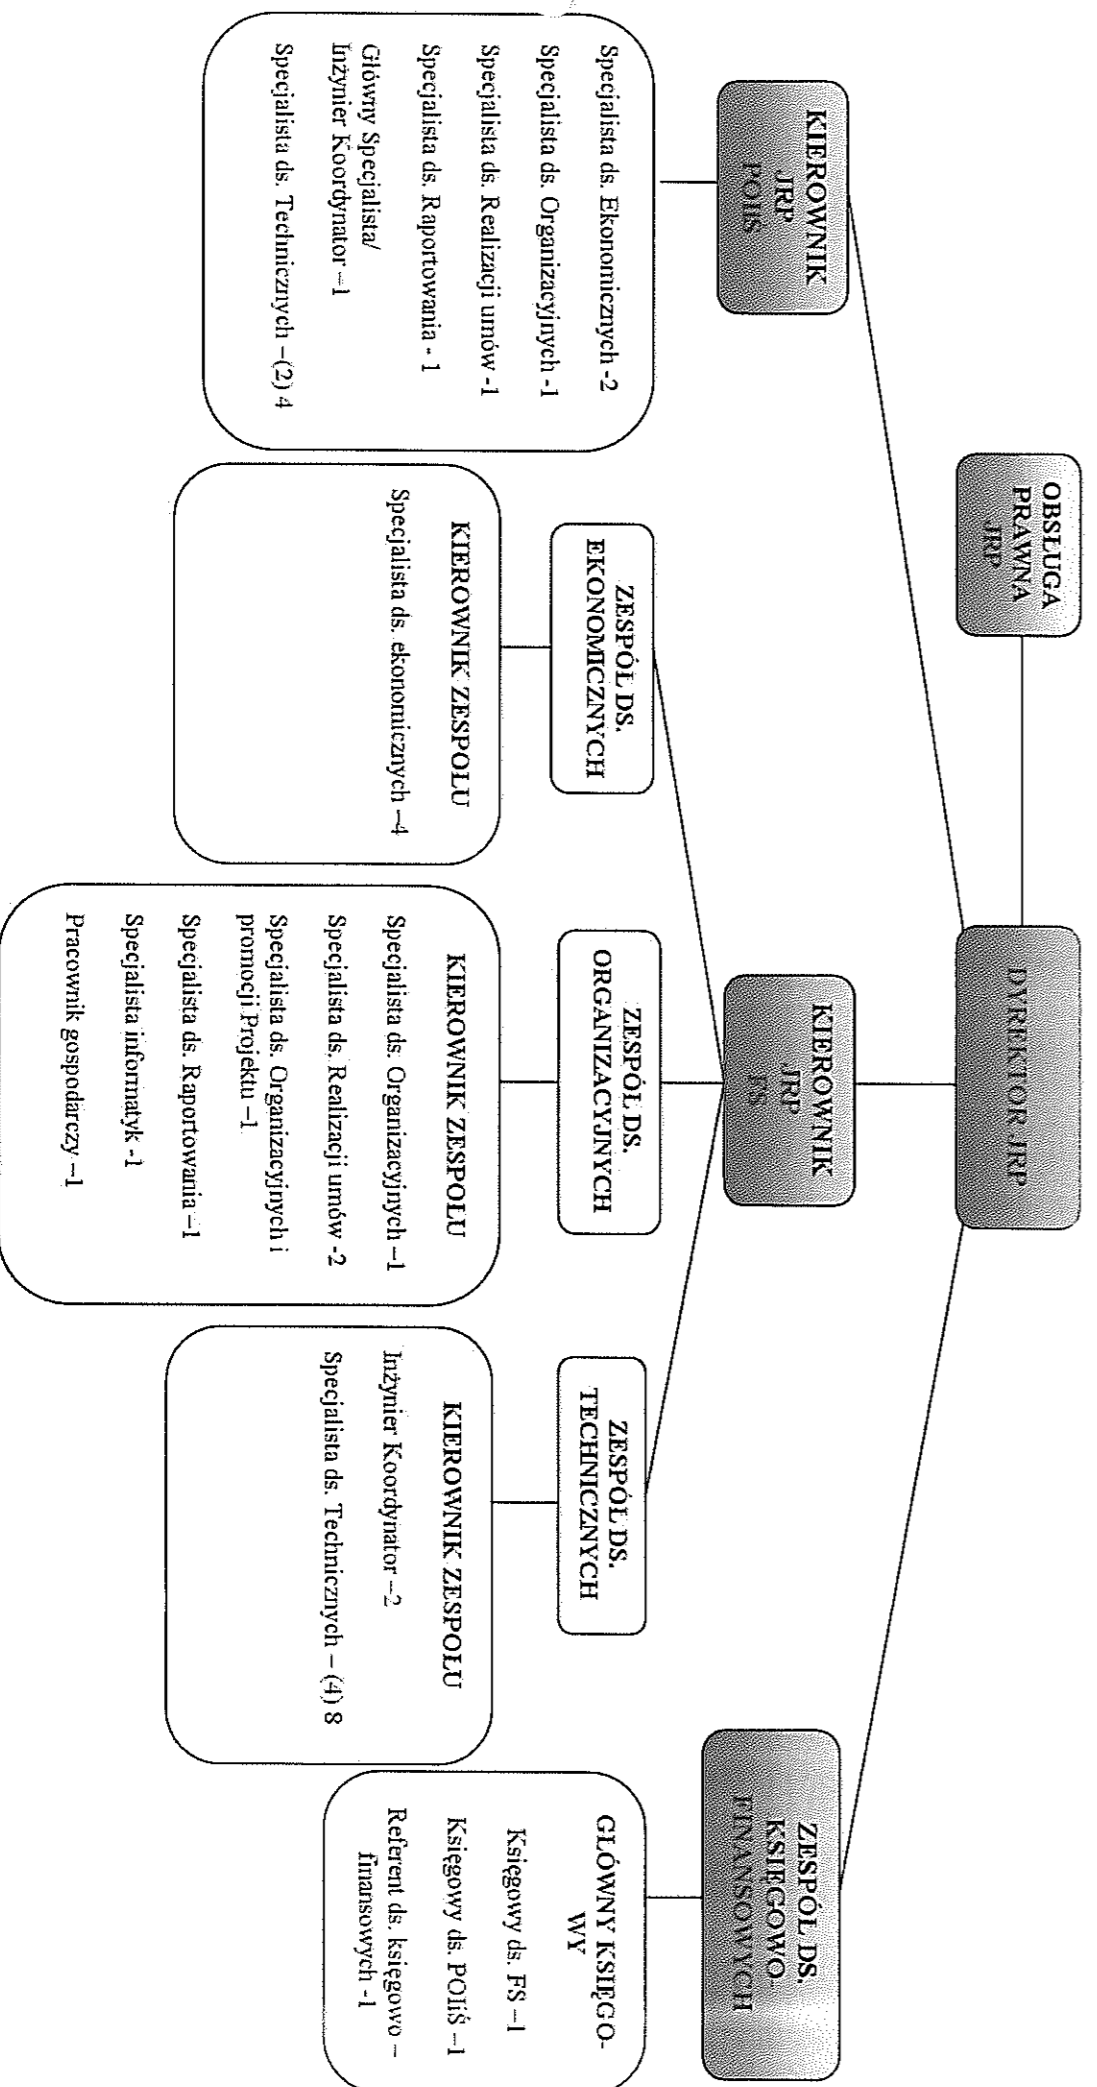 OBSŁUGA
PRAWNA
JRP
DYREKTOR JRP
KIEROWNIK
JRP
POIiŚ
KIEROWNIK
JRP
FS
ZESPÓŁ DS.
KSIĘGOWO
FINANSOWYCH
Specjalista ds. Ekonomicznych -2
Specjalista ds. Organizacyjnych -1
Specjalista ds. Realizacji umów -1
Specjalista ds. Raportowania - 1
Główny Specjalista/
Inżynier Koordynator –1
Specjalista ds. Technicznych –(2) 4
ZESPÓŁ DS.
EKONOMICZNYCH
KIEROWNIK ZESPOŁU
Specjalista ds. ekonomicznych –4
ZESPÓŁ DS.
ORGANIZACYJNYCH
KIEROWNIK ZESPOŁU
Specjalista ds. Organizacyjnych –1
Specjalista ds. Realizacji umów -2
Specjalista ds. Organizacyjnych i
promocji Projektu –1
Specjalista ds. Raportowania –1
Specjalista informatyk -1
Pracownik gospodarczy –1
ZESPÓŁ DS.
TECHNICZNYCH
KIEROWNIK ZESPOŁU
Inżynier Koordynator –2
Specjalista ds. Technicznych – (4) 8
GŁÓWNY KSIĘGO-
WY
Księgowy ds. FS –1
Księgowy ds. POIiŚ –1
Referent ds. księgowo –
finansowych -1